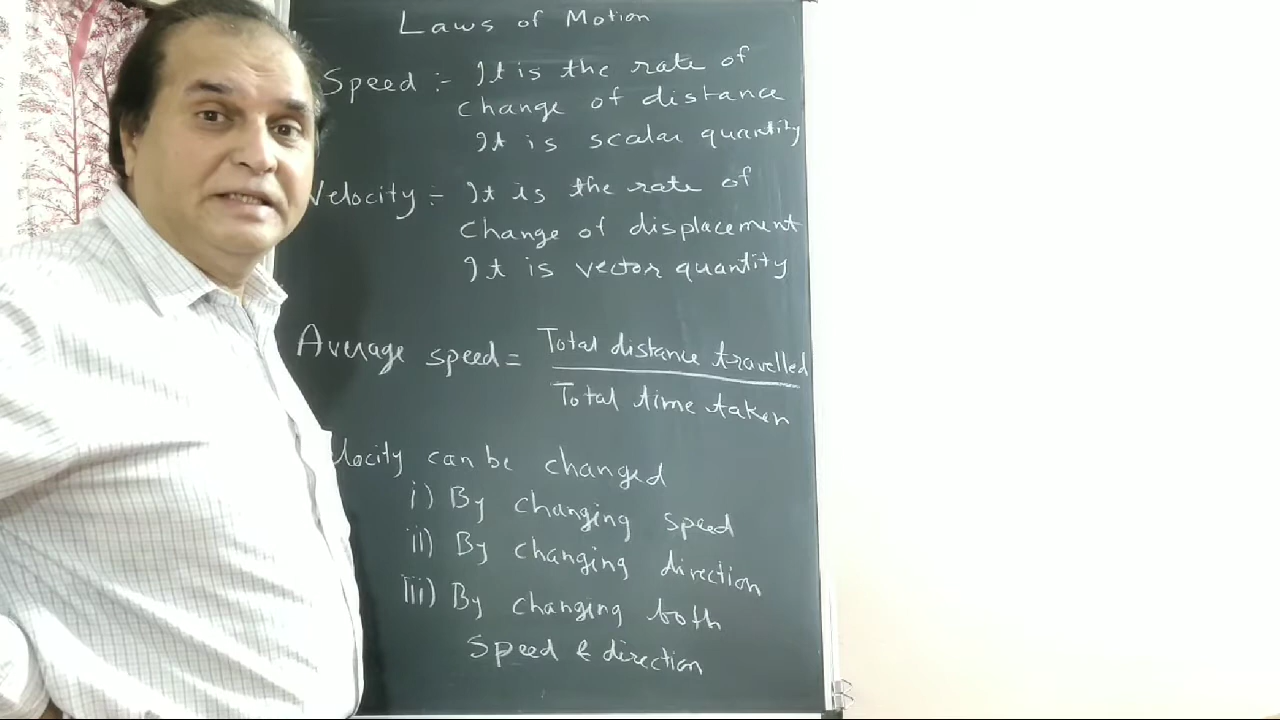 Laws of Motion
Speed :- It is the rate of
change of distance
It is scalar quantity
Velocity :- It is the rate of
change of displacement
It is vector quantity
Average speed = Total distance travelled
Total time taken
locity can be changed
i) By changing speed
ii) By changing direction
iii) By changing both
speed & direction